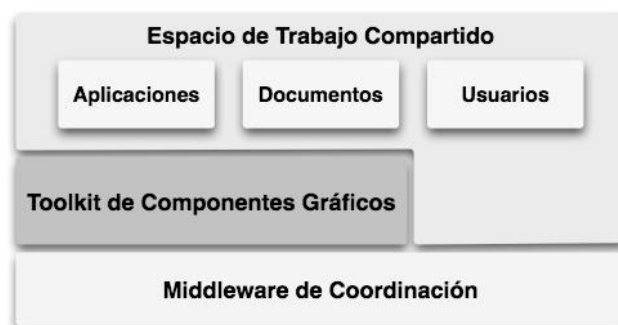 Espacio de Trabajo Compartido
Aplicaciones
Documentos
Usuarios
Toolkit de Componentes Gráficos
Middleware de Coordinación